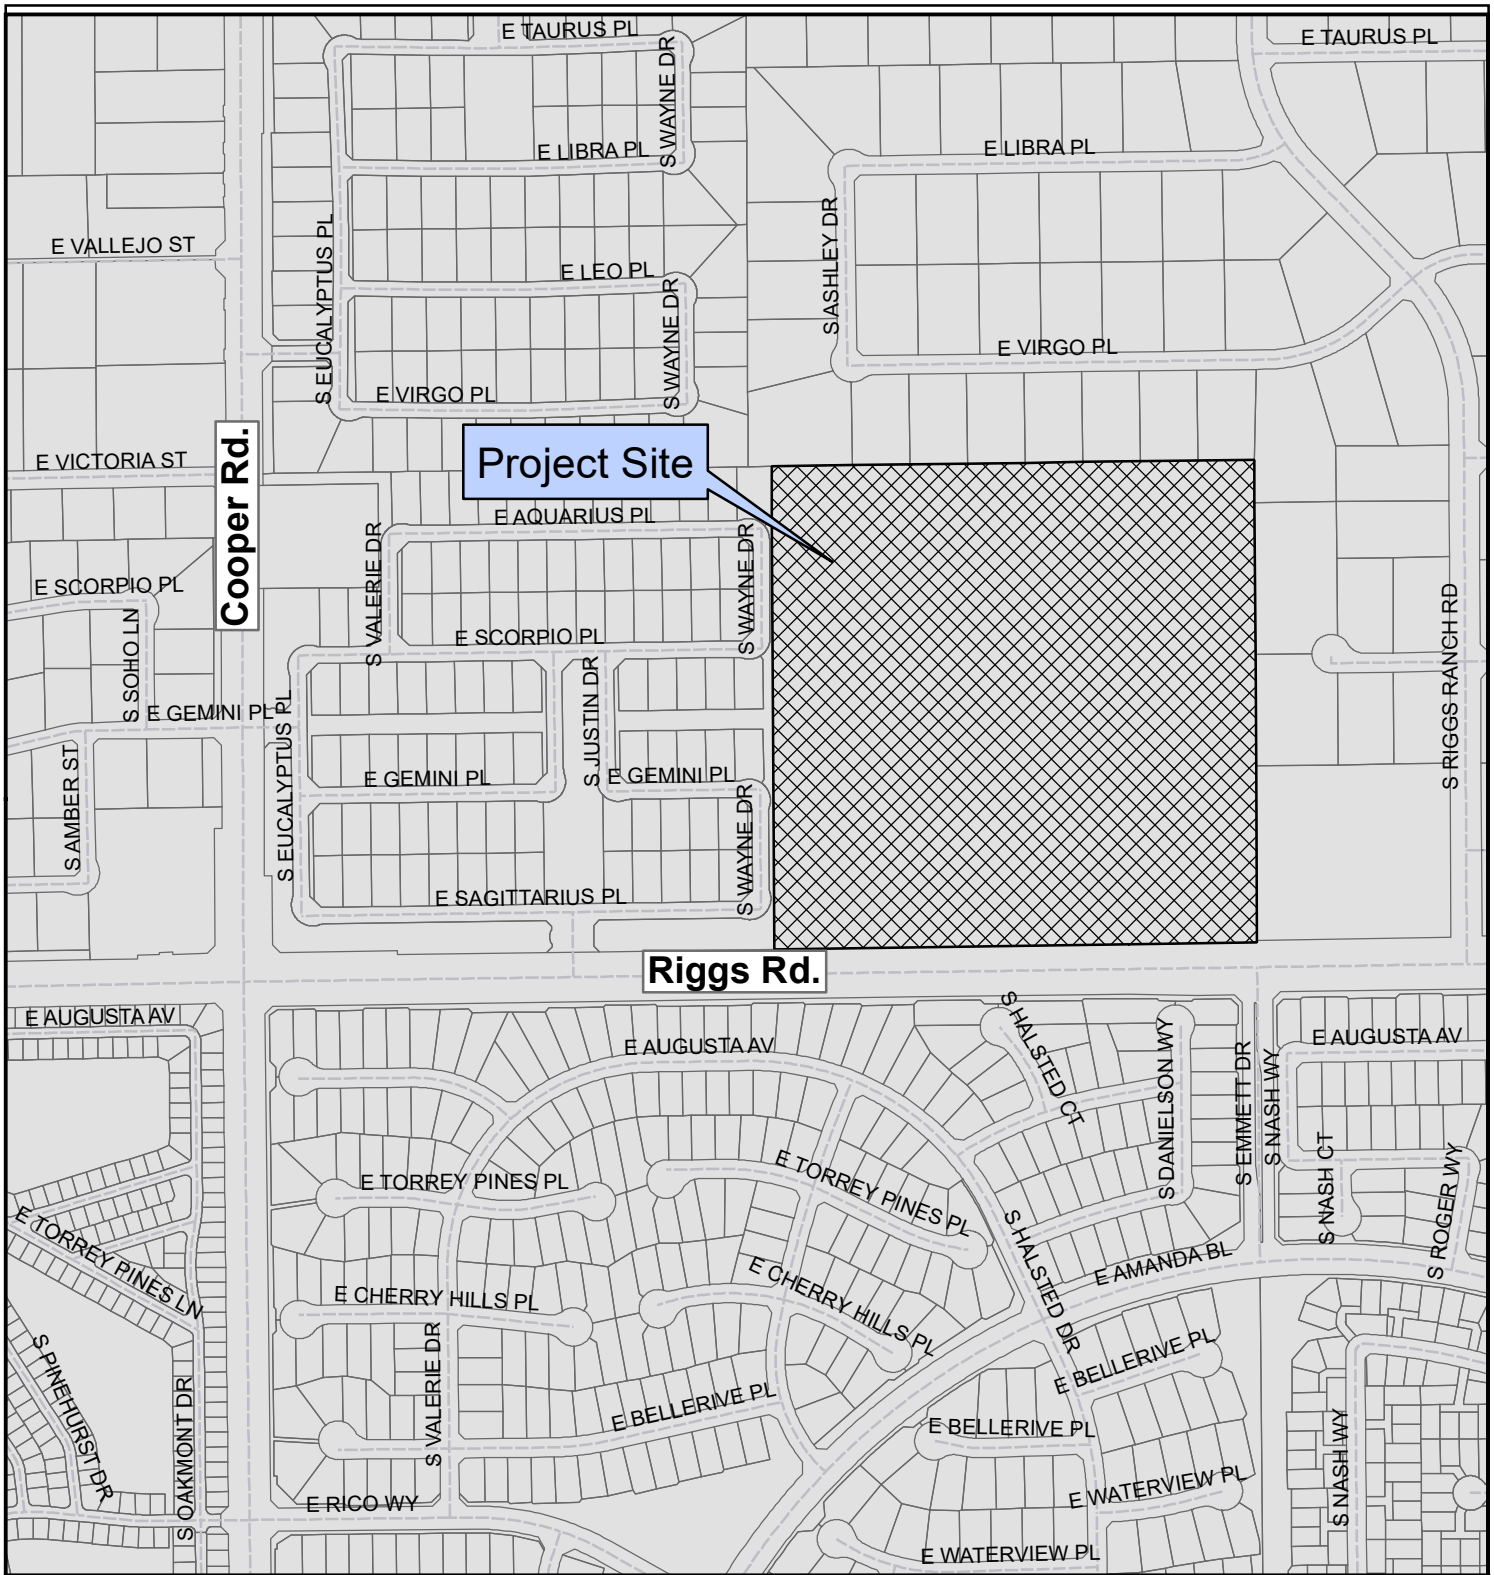 E TAURUS PL
E TAURUS PL
S WAYNE DR
E LIBRA PL
E LIBRA PL
S ASHLEY DR
E VALLEJO ST
S EUCALYPTUS PL
E LEO PL
S WAYNE DR
E VIRGO PL
E VIRGO PL
Project Site
E VICTORIA ST
Cooper Rd.
E AQUARIUS PL
S VALERIE DR
S WAYNE DR
E SCORPIO PL
E SCORPIO PL
S SOHO LN
S RIGGS RANCH RD
E GEMINI PL
S EUCALYPTUS PL
S JUSTIN DR
S AMBER ST
E GEMINI PL
E GEMINI PL
S WAYNE DR
E SAGITTARIUS PL
Riggs Rd.
E AUGUSTA AV
E AUGUSTA AV
S HALSTED CT
S DANIELSON WY
S EMMETT DR
S NASH WY
E AUGUSTA AV
E TORREY PINES PL
E TORREY PINES PL
S NASH CT
S ROGER WY
E TORREY PINES LN
S HALSTED DR
E AMANDA BL
E CHERRY HILLS PL
E CHERRY HILLS PL
S PINEHURST DR
S OAKMONT DR
S VALERIE DR
E BELLERIVE PL
E BELLERIVE PL
E BELLERIVE PL
S NASH WY
E RICO WY
E WATERVIEW PL
E WATERVIEW PL